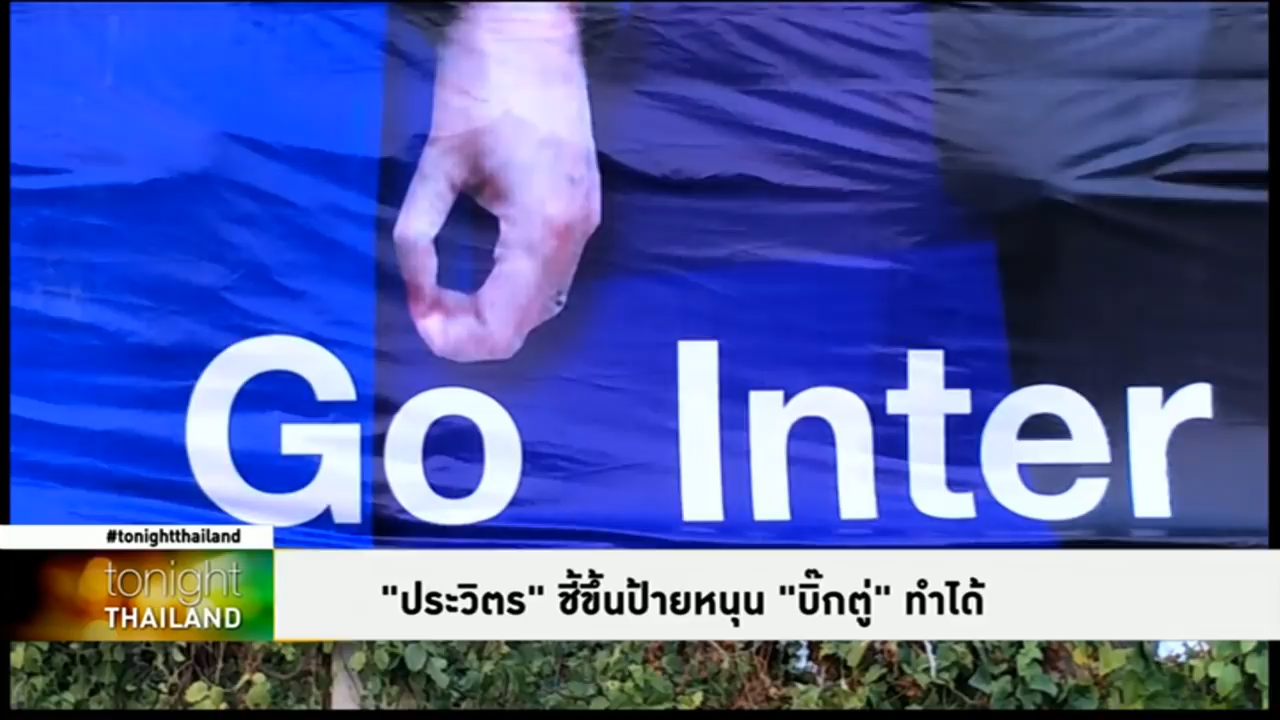 Go Inter
#tonightthailand
tonight
THAILAND
"ประวิตร" ชี้ขึ้นป้ายหนุน "บิ๊กตู่" ทำได้